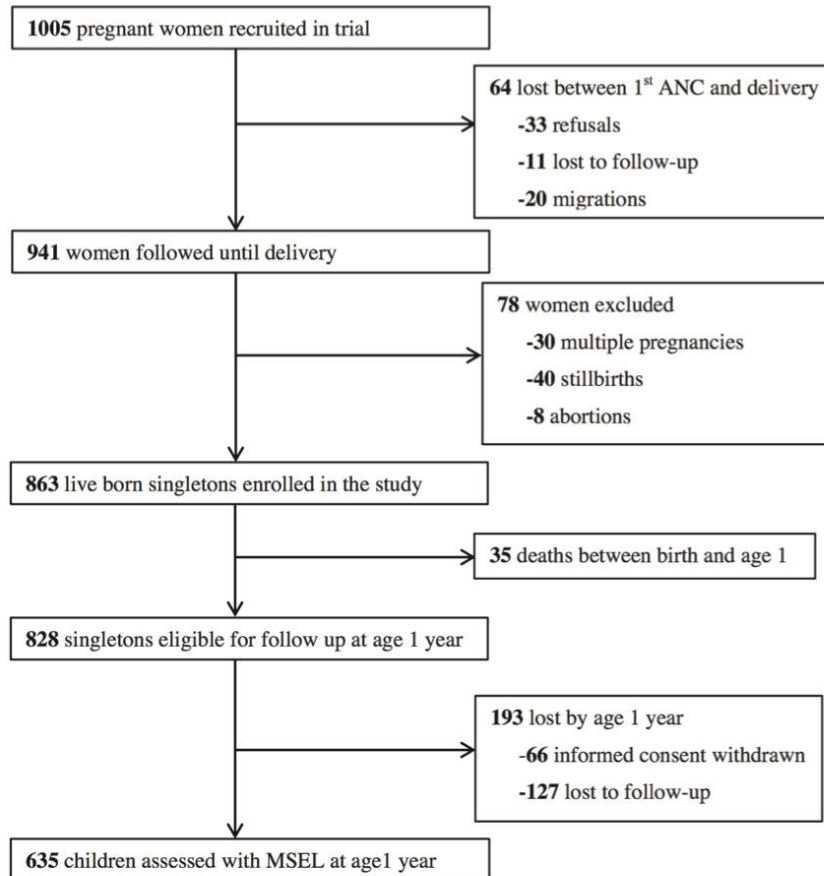 1005 pregnant women recruited in trial
64 lost between 1st ANC and delivery
-33 refusals
-11 lost to follow-up
-20 migrations
941 women followed until delivery
78 women excluded
-30 multiple pregnancies
-40 stillbirths
-8 abortions
863 live born singletons enrolled in the study
35 deaths between birth and age 1
828 singletons eligible for follow up at age 1 year
193 lost by age 1 year
-66 informed consent withdrawn
-127 lost to follow-up
635 children assessed with MSEL at age1 year